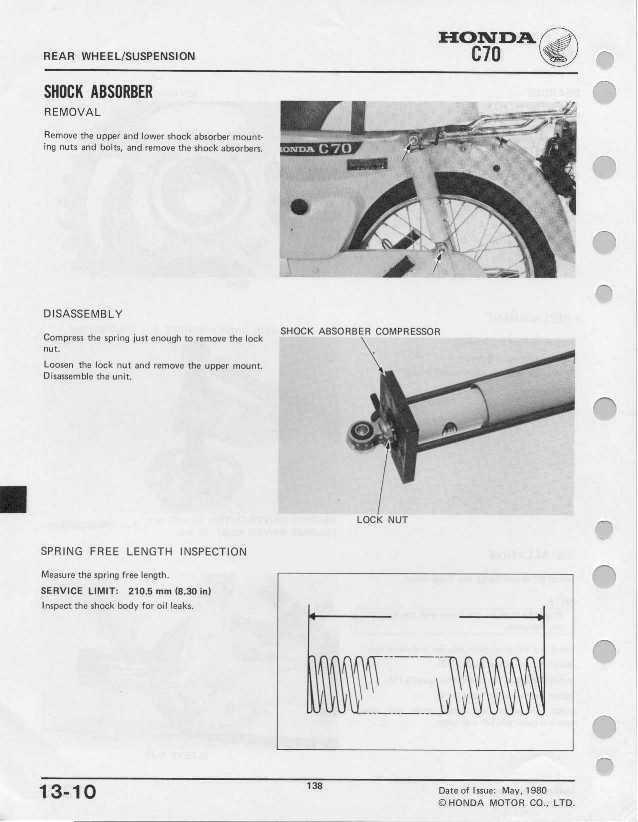 REAR WHEEL/SUSPENSION
HONDA
C70
SHOCK ABSORBER
REMOVAL
Remove the upper and lower shock absorber mount-
ing nuts and bolts, and remove the shock absorbers.
HONDA C70
DISASSEMBLY
Compress the spring just enough to remove the lock
nut.
Loosen the lock nut and remove the upper mount.
Disassemble the unit.
SHOCK ABSORBER COMPRESSOR
LOCK NUT
SPRING FREE LENGTH INSPECTION
Measure the spring free length.
SERVICE LIMIT: 210.5 mm (8.30 in)
Inspect the shock body for oil leaks.
13-10
138
Date of Issue: May, 1980
© HONDA MOTOR CO., LTD.